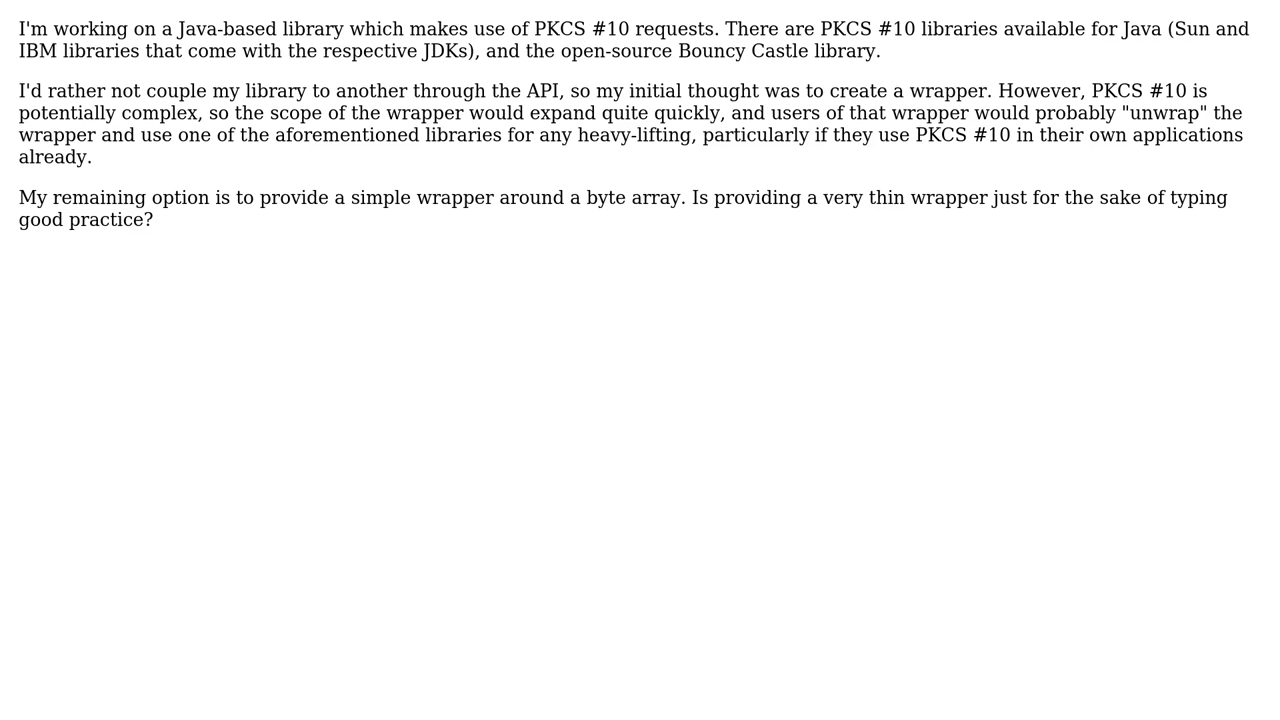 I'm working on a Java-based library which makes use of PKCS #10 requests. There are PKCS #10 libraries available for Java (Sun and
IBM libraries that come with the respective JDKs), and the open-source Bouncy Castle library.
I'd rather not couple my library to another through the API, so my initial thought was to create a wrapper. However, PKCS #10 is
potentially complex, so the scope of the wrapper would expand quite quickly, and users of that wrapper would probably "unwrap" the
wrapper and use one of the aforementioned libraries for any heavy-lifting, particularly if they use PKCS #10 in their own applications
already.
My remaining option is to provide a simple wrapper around a byte array. Is providing a very thin wrapper just for the sake of typing
good practice?